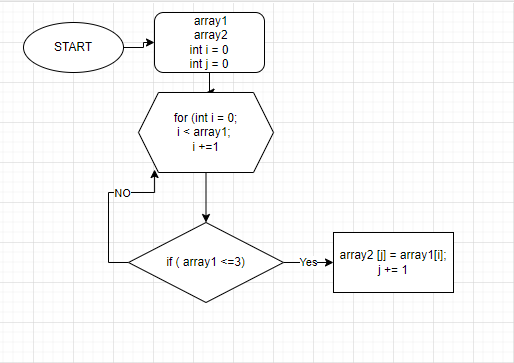 START
array1
array2
int i = 0
int j = 0
for (int i = 0;
i < array1;
i +=1
NO
if ( array1 <=3)
Yes
array2 [j] = array1[i];
j += 1